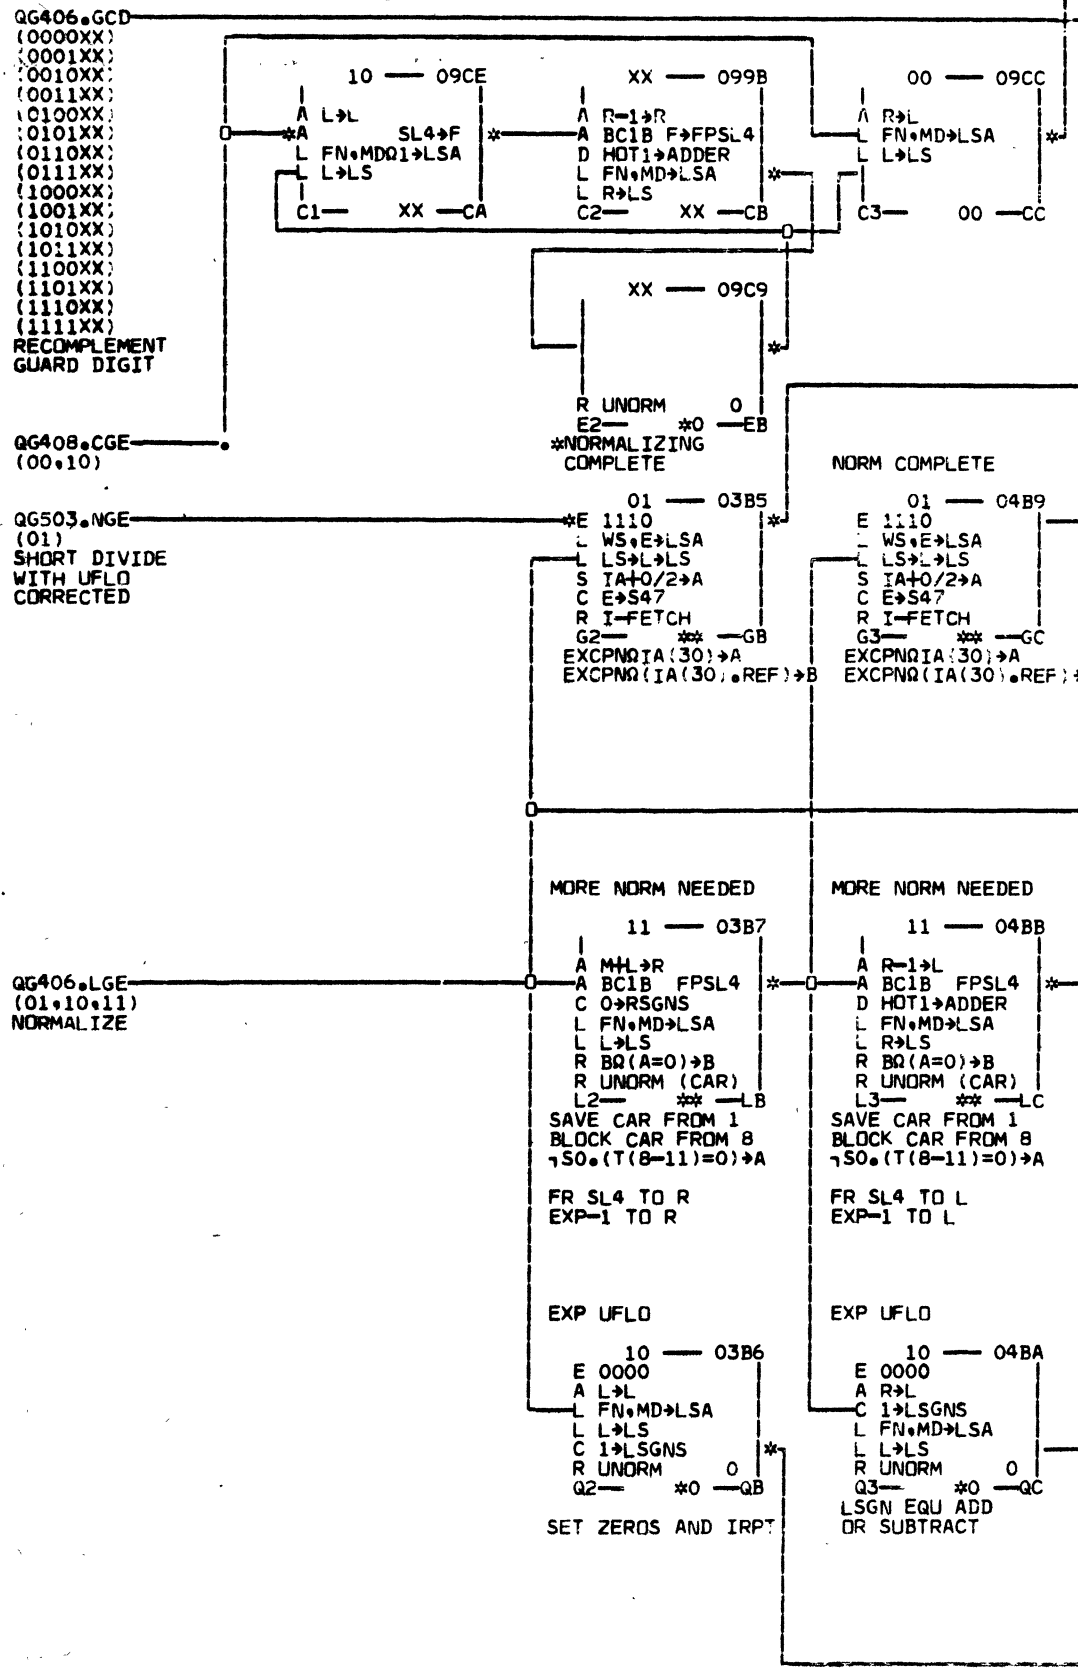 QG406.GCD
(0000XX)
(0001XX)
(0010XX)
(0011XX)
(0100XX)
(0101XX)
(0110XX)
(0111XX)
(1000XX)
(1001XX)
(1010XX)
(1011XX)
(1100XX)
(1101XX)
(1110XX)
(1111XX)
RECOMPLEMENT
GUARD DIGIT
10 — 09CE
A L→L
*A SL4→F *
L FN,MDΩ1→LSA
L L→LS
C1— XX —CA
XX — 099B
A R-1→R
A BC1B F→FPSL4
D HOT1→ADDER
L FN,MD→LSA *
L R→LS
C2— XX —CB
00 — 09CC
A R→L
L FN,MD→LSA *
L L→LS
C3— 00 —CC
XX — 09C9
*
R UNORM 0
E2— *0 —EB
*NORMALIZING
COMPLETE
QG408.CGE
(00,10)
NORM COMPLETE
QG503.NGE
(01)
SHORT DIVIDE
WITH UFLO
CORRECTED
01 — 03B5
*E 1110 *
L WS,E→LSA
L LS→L→LS
S IA+0/2→A
C E→S47
R I-FETCH
G2— ** —GB
EXCPNΩIA(30)→A
EXCPNΩ(IA(30).REF)→B
01 — 04B9
E 1110
L WS,E→LSA
L LS→L→LS
S IA+0/2→A
C E→S47
R I-FETCH
G3— ** —GC
EXCPNΩIA(30)→A
EXCPNΩ(IA(30).REF)→
QG406.LGE
(01,10,11)
NORMALIZE
MORE NORM NEEDED
11 — 03B7
A M+L→R
A BC1B FPSL4 *
C 0→RSGNS
L FN,MD→LSA
L L→LS
R BΩ(A=0)→B
R UNORM (CAR)
L2— ** —LB
SAVE CAR FROM 1
BLOCK CAR FROM 8
¬S0.(T(8-11)=0)→A
FR SL4 TO R
EXP-1 TO R
MORE NORM NEEDED
11 — 04BB
A R-1→L
A BC1B FPSL4 *
D HOT1→ADDER
L FN,MD→LSA
L R→LS
R BΩ(A=0)→B
R UNORM (CAR)
L3— ** —LC
SAVE CAR FROM 1
BLOCK CAR FROM 8
¬S0.(T(8-11)=0)→A
FR SL4 TO L
EXP-1 TO L
EXP UFLO
10 — 03B6
E 0000
A L→L
L FN,MD→LSA
L L→LS
C 1→LSGNS *
R UNORM 0
Q2— *0 —QB
SET ZEROS AND IRPT
EXP UFLO
10 — 04BA
E 0000
A R→L
C 1→LSGNS
L FN,MD→LSA
L L→LS
R UNORM 0
Q3— *0 —QC
LSGN EQU ADD
OR SUBTRACT